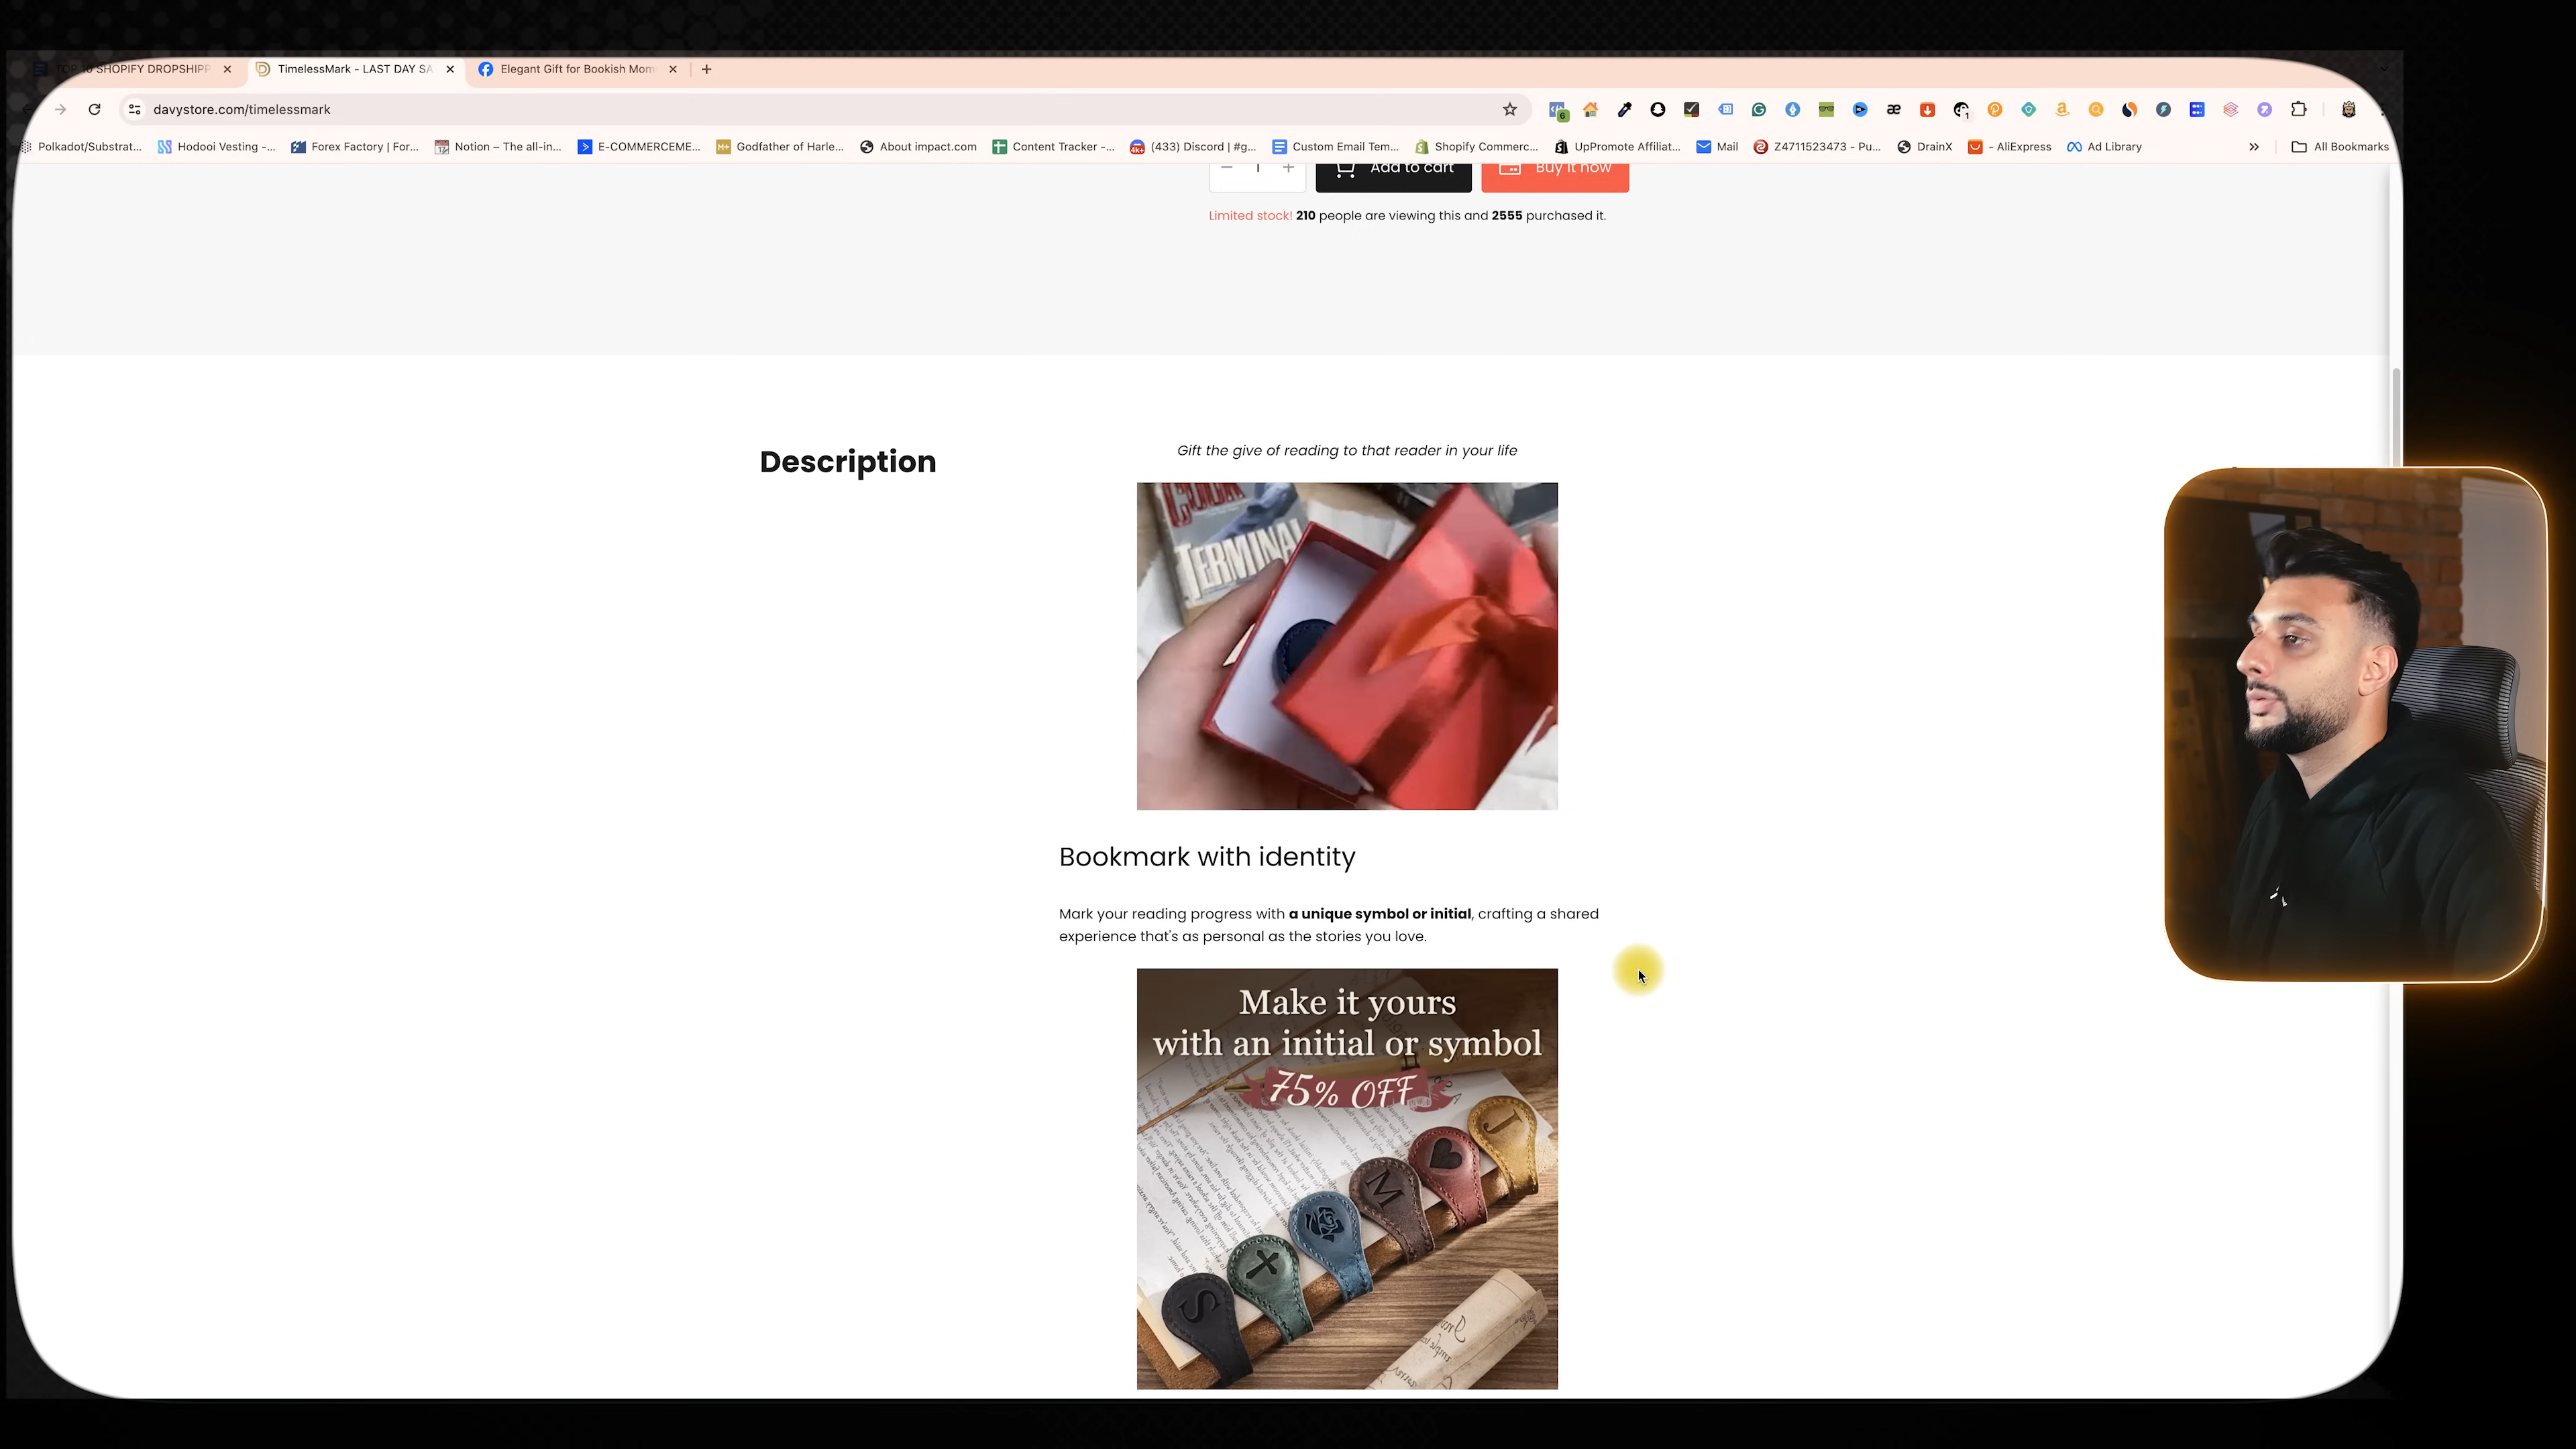 TOP 10 SHOPIFY DROPSHIPP
TimelessMark - LAST DAY SA
Elegant Gift for Bookish Mom
davystore.com/timelessmark
6
1
Polkadot/Substrat...
Hodooi Vesting -...
Forex Factory | For...
Notion – The all-in...
E-COMMERCEME...
Godfather of Harle...
About impact.com
Content Tracker -...
(433) Discord | #g...
Custom Email Tem...
Shopify Commerc...
UpPromote Affiliat...
Mail
Z4711523473 - Pu...
DrainX
- AliExpress
Ad Library
All Bookmarks
1
Add to cart
Buy it now
Limited stock! 210 people are viewing this and 2555 purchased it.
Description
Gift the give of reading to that reader in your life
TERMINAL
Bookmark with identity
Mark your reading progress with a unique symbol or initial, crafting a shared
experience that's as personal as the stories you love.
Make it yours
with an initial or symbol
75% OFF
J
M
S